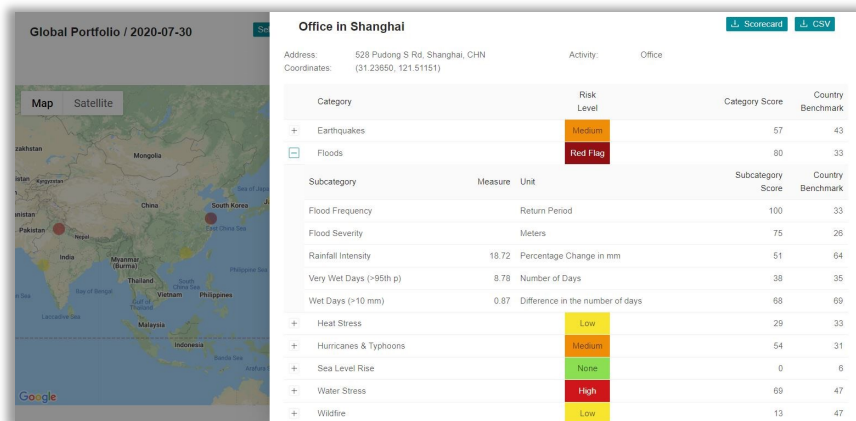 Global Portfolio / 2020-07-30
Office in Shanghai
Scorecard
CSV
Address: 528 Pudong S Rd, Shanghai, CHN Activity: Office
Coordinates: (31.23650, 121.51151)
Category Risk Level Category Score Country Benchmark
+ Earthquakes Medium 57 43
Floods Red Flag 80 33
Subcategory Measure Unit Subcategory Score Country Benchmark
Flood Frequency Return Period 100 33
Flood Severity Meters 75 26
Rainfall Intensity 18.72 Percentage Change in mm 51 64
Very Wet Days (>95th p) 8.78 Number of Days 38 35
Wet Days (>10 mm) 0.87 Difference in the number of days 68 69
+ Heat Stress Low 29 33
+ Hurricanes & Typhoons Medium 54 31
+ Sea Level Rise None 0 6
+ Water Stress High 69 47
+ Wildfire Low 13 47
Map Satellite
Mongolia
Kyrgyzstan
China
South Korea
East China Sea
Pakistan
Nepal
India
Myanmar
(Burma)
Philippine Sea
Thailand
South
China Sea
Bay of Bengal
Gulf of
Thailand
Vietnam
Philippines
Laccadive Sea
Malaysia
Indonesia
Banda Sea
Google